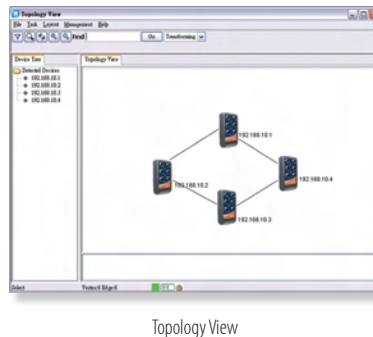 Topology View
File Task Layout Management Help
Find Go Transforming
Device Tree Topology View
Detected Devices
192.168.10.1
192.168.10.2
192.168.10.3
192.168.10.4
192.168.10.1
192.168.10.2
192.168.10.4
192.168.10.3
Select
Topology View